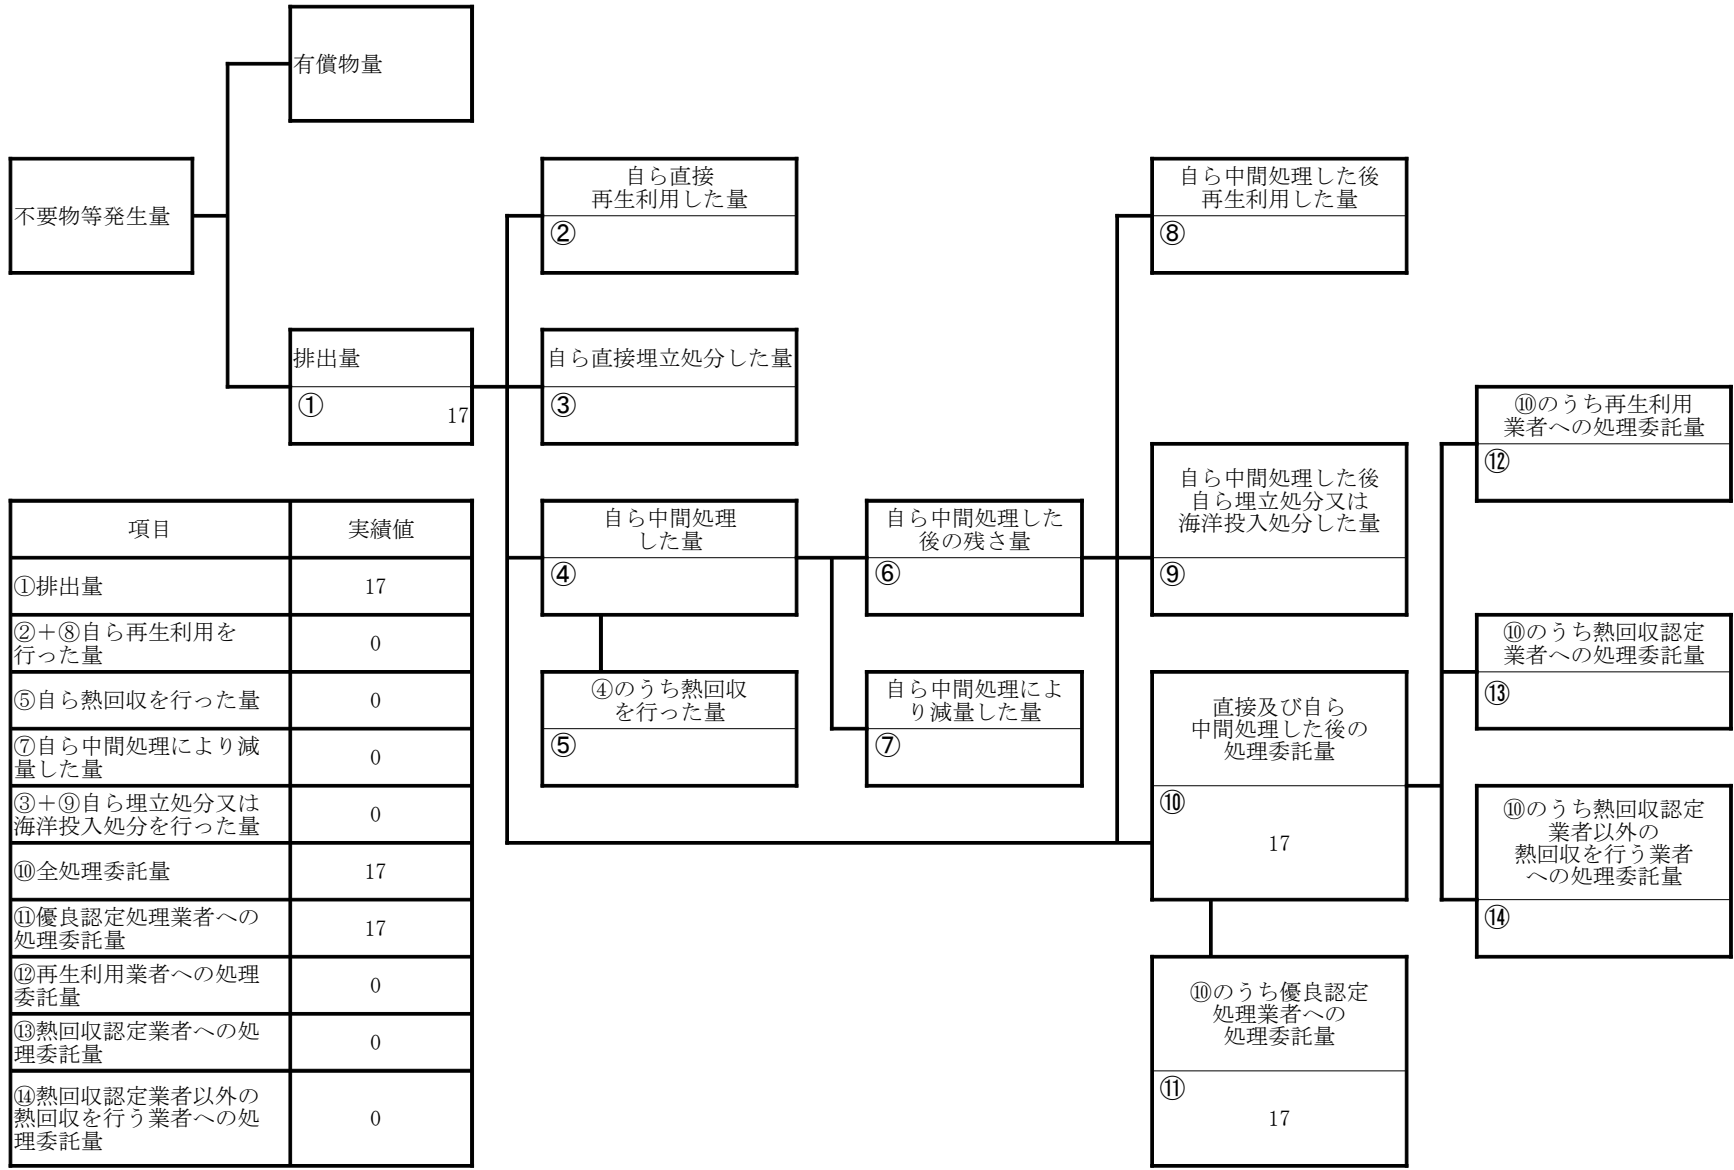 有償物量
不要物等発生量
自ら直接
再生利用した量
②
自ら中間処理した後
再生利用した量
⑧
排出量
①
17
自ら直接埋立処分した量
③
⑩のうち再生利用
業者への処理委託量
⑫
自ら中間処理
した量
④
自ら中間処理した
後の残さ量
⑥
自ら中間処理した後
自ら埋立処分又は
海洋投入処分した量
⑨
④のうち熱回収
を行った量
⑤
自ら中間処理によ
り減量した量
⑦
直接及び自ら
中間処理した後の
処理委託量
⑩
17
⑩のうち熱回収認定
業者への処理委託量
⑬
⑩のうち熱回収認定
業者以外の
熱回収を行う業者
への処理委託量
⑭
⑩のうち優良認定
処理業者への
処理委託量
⑪
17
項目 実績値
①排出量 17
②＋⑧自ら再生利用を
行った量 0
⑤自ら熱回収を行った量 0
⑦自ら中間処理により減
量した量 0
③＋⑨自ら埋立処分又は
海洋投入処分を行った量 0
⑩全処理委託量 17
⑪優良認定処理業者への
処理委託量 17
⑫再生利用業者への処理
委託量 0
⑬熱回収認定業者への処
理委託量 0
⑭熱回収認定業者以外の
熱回収を行う業者への処
理委託量 0